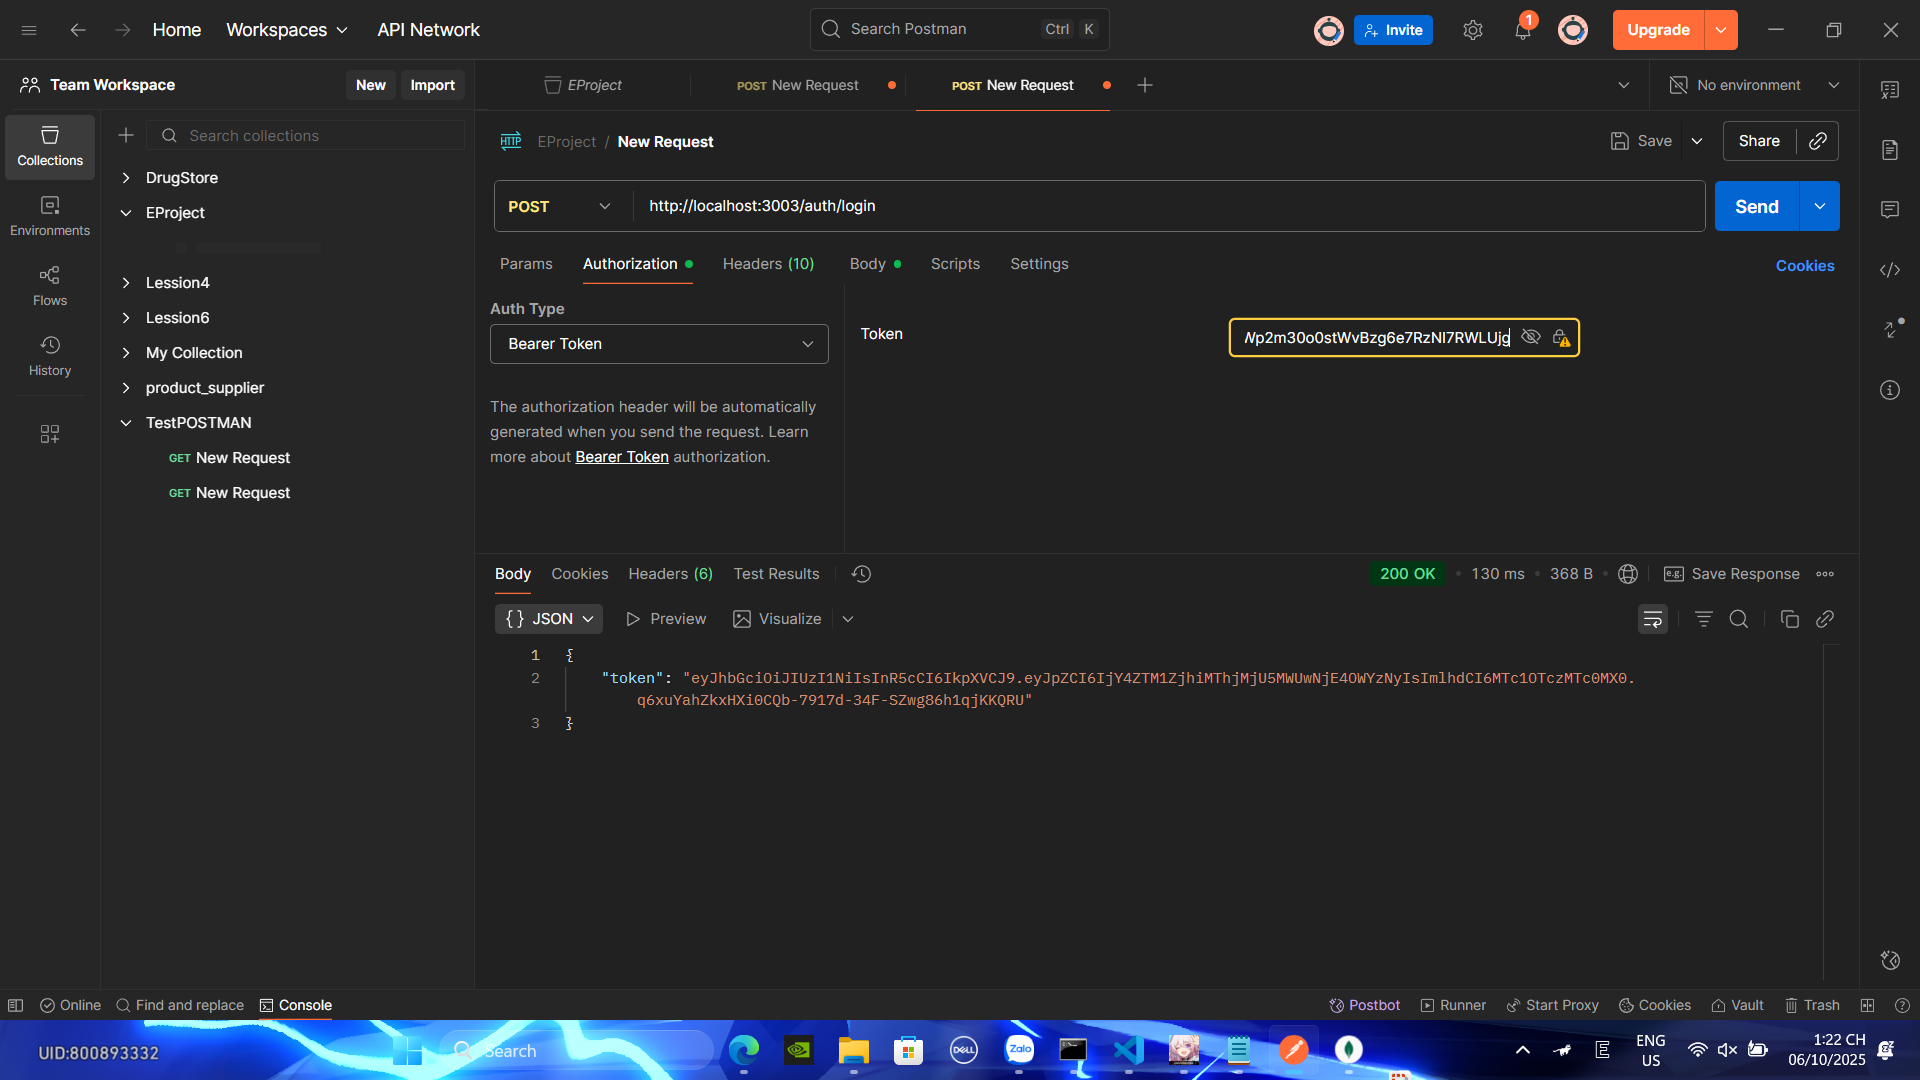 Home
Workspaces
API Network
Search Postman
Ctrl
K
Invite
1
Upgrade
Team Workspace
New
Import
EProject
POST New Request
POST New Request
No environment
Collections
Environments
Flows
History
Search collections
DrugStore
EProject
Lession4
Lession6
My Collection
product_supplier
TestPOSTMAN
GET New Request
GET New Request
HTTP
EProject / New Request
Save
Share
POST
http://localhost:3003/auth/login
Send
Params
Authorization
Headers (10)
Body
Scripts
Settings
Cookies
Auth Type
Bearer Token
The authorization header will be automatically
generated when you send the request. Learn
more about Bearer Token authorization.
Token
Body
Cookies
Headers (6)
Test Results
200 OK
130 ms
368 B
e.g.
Save Response
{} JSON
Preview
Visualize
1 {
2 "token": "eyJhbGciOiJIUzI1NiIsInR5cCI6IkpXVCJ9.eyJpZCI6IjY4ZTM1ZjhiMThjMjU5MWUwNjE4OWYzNyIsImlhdCI6MTc1OTczMTc0MX0.
q6xuYahZkxHXi0CQb-7917d-34F-SZwg86h1qjKKQRU"
3 }
Online
Find and replace
Console
Postbot
Runner
Start Proxy
Cookies
Vault
Trash
UID:800893332
Search
DELL
Zalo
ENG
US
1:22 CH
06/10/2025